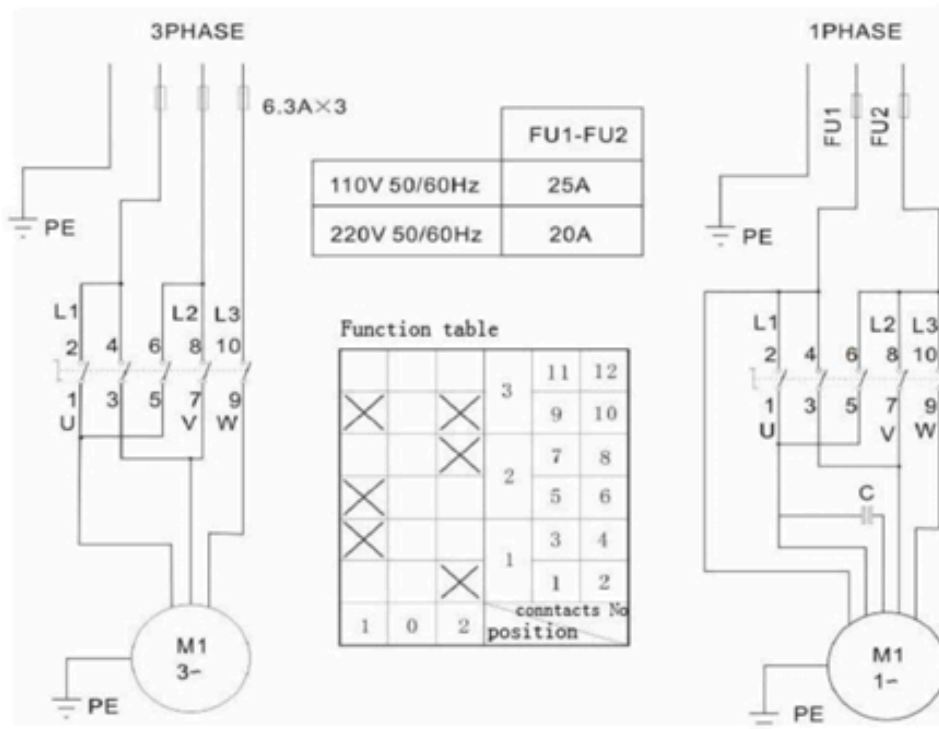 3PHASE
1PHASE
6.3A×3
FU1
FU2
FU1-FU2
110V 50/60Hz 25A
220V 50/60Hz 20A
PE
PE
L1 L2 L3
2 4 6 8 10
1 3 5 7 9
U V W
L1 L2 L3
2 4 6 8 10
1 3 5 7 9
U V W
C
Function table
3 11 12
9 10
2 7 8
5 6
1 3 4
1 2
conntacts No
1 0 2 position
M1
3~
PE
M1
1~
PE